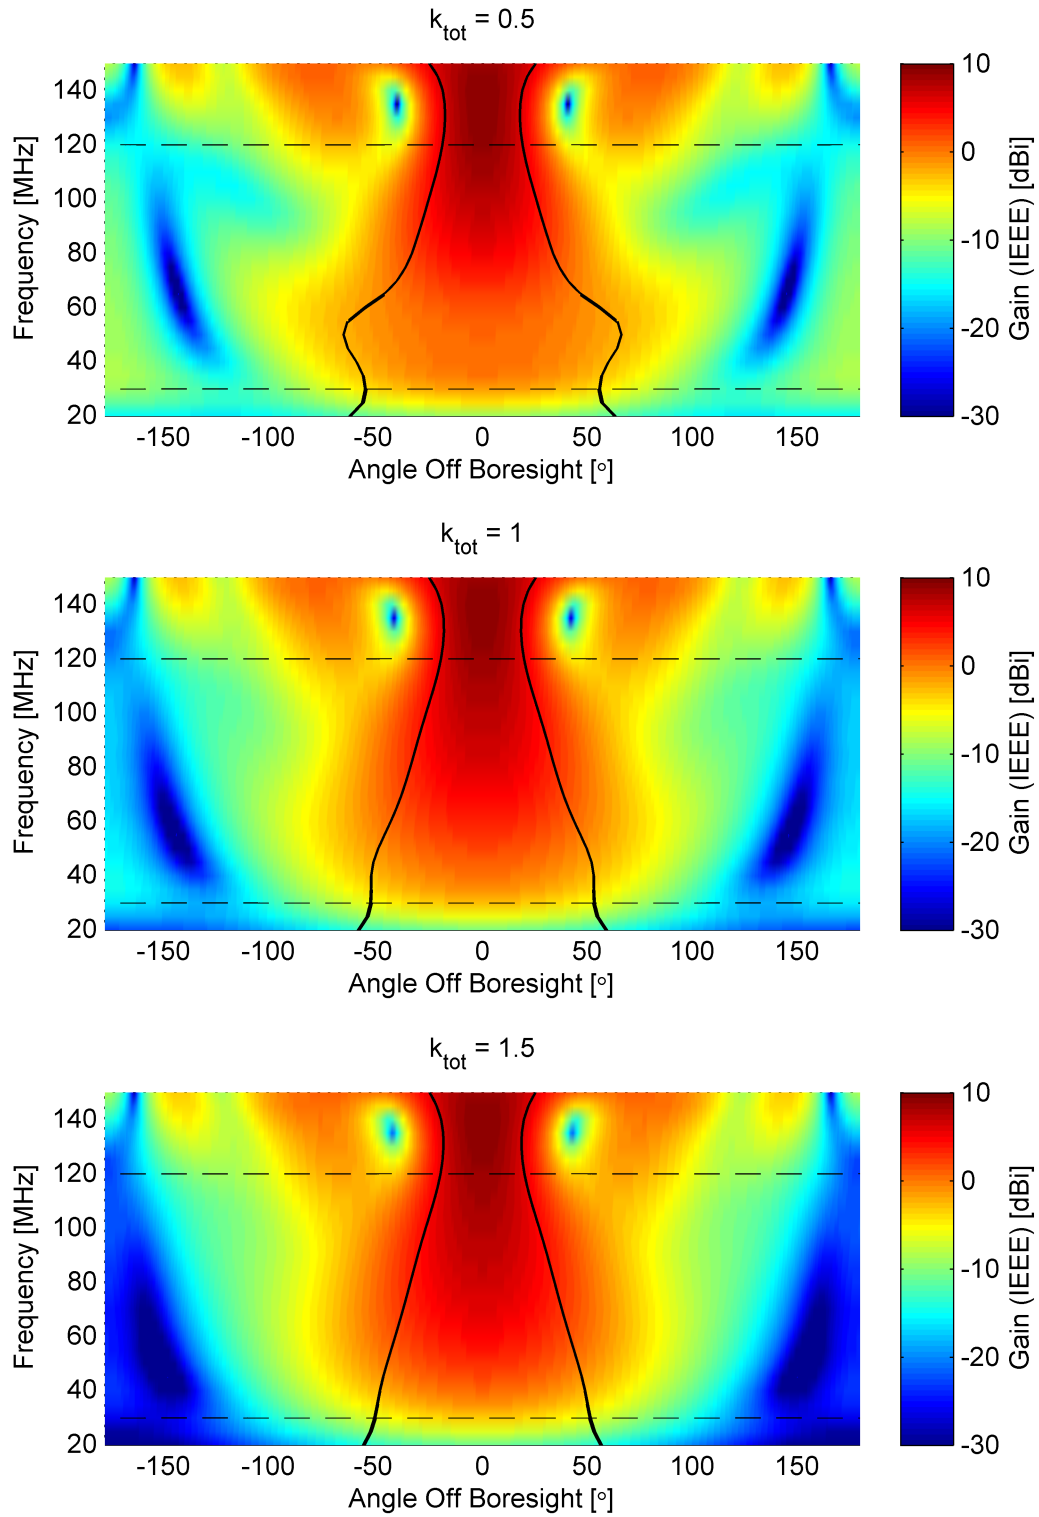 k_tot = 0.5
140
120
100
80
60
40
20
Frequency [MHz]
-150 -100 -50 0 50 100 150
Angle Off Boresight [°]
10
0
-10
-20
-30
Gain (IEEE) [dBi]
k_tot = 1
140
120
100
80
60
40
20
Frequency [MHz]
-150 -100 -50 0 50 100 150
Angle Off Boresight [°]
10
0
-10
-20
-30
Gain (IEEE) [dBi]
k_tot = 1.5
140
120
100
80
60
40
20
Frequency [MHz]
-150 -100 -50 0 50 100 150
Angle Off Boresight [°]
10
0
-10
-20
-30
Gain (IEEE) [dBi]